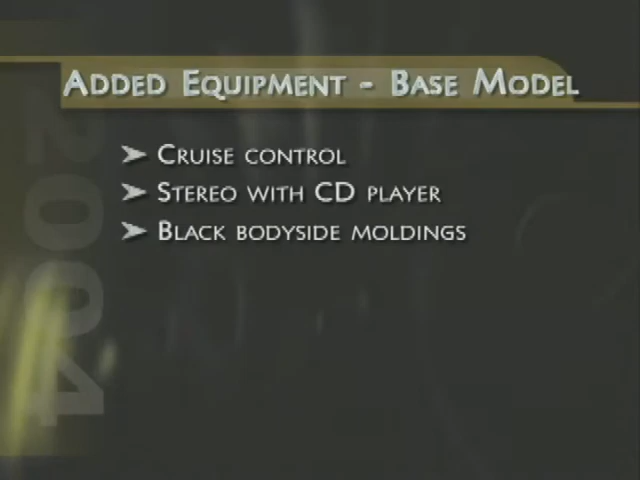 Added Equipment - Base Model
Cruise control
Stereo with CD player
Black bodyside moldings
2004